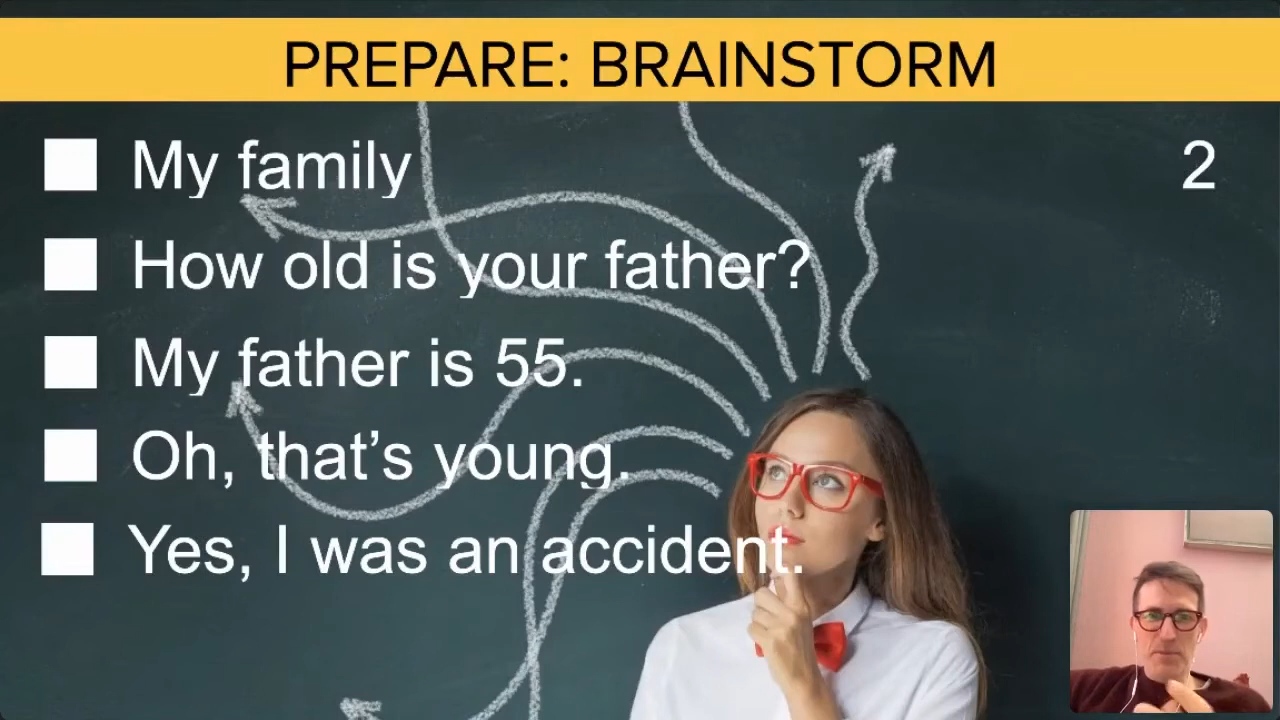 PREPARE: BRAINSTORM
My family
2
How old is your father?
My father is 55.
Oh, that’s young.
Yes, I was an accident.